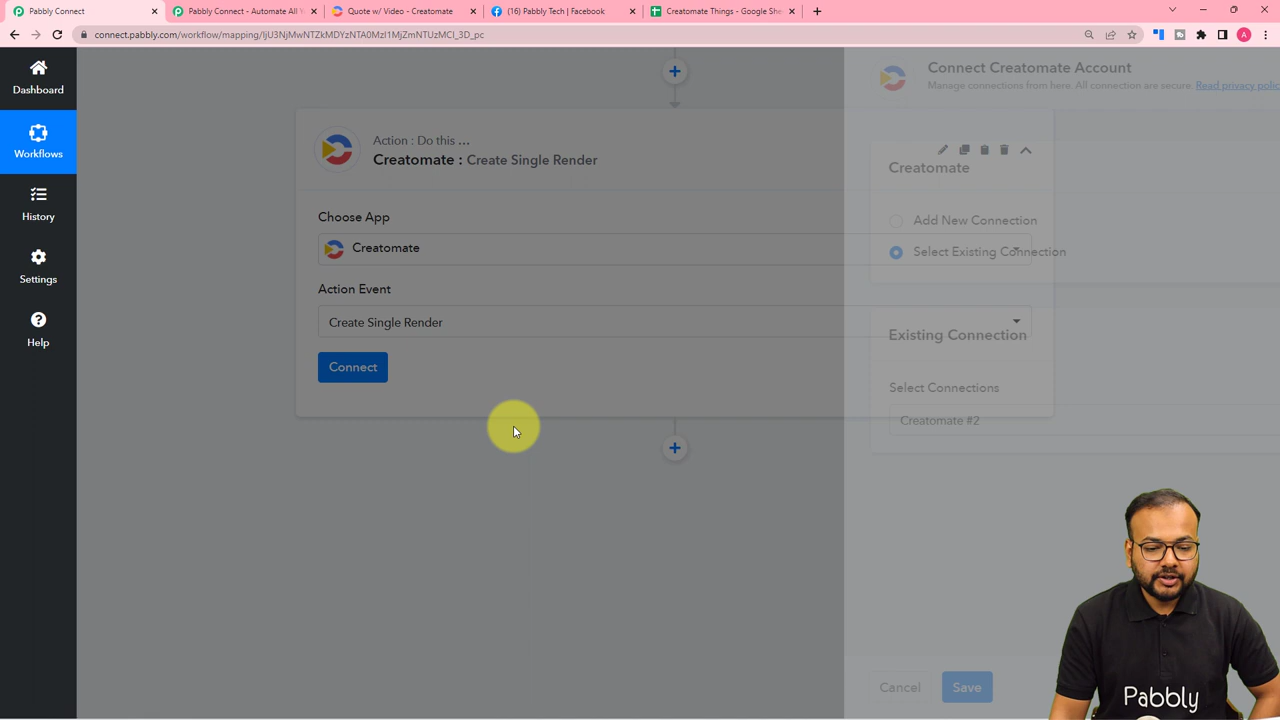 Pabbly Connect
Pabbly Connect - Automate All Y
Quote w/ Video - Creatomate
(16) Pabbly Tech | Facebook
Creatomate Things - Google She
connect.pabbly.com/workflow/mapping/IjU3NjMwNTZkMDYzNTA0MzI1MjZmNTUzMCI_3D_pc
A
Dashboard
Workflows
History
Settings
Help
Action : Do this ...
Creatomate : Create Single Render
Choose App
Creatomate
Action Event
Create Single Render
Connect
Connect Creatomate Account
Manage connections from here. All connection are secure. Read privacy polic
Creatomate
Add New Connection
Select Existing Connection
Existing Connection
Select Connections
Creatomate #2
Cancel
Save
Pabbly